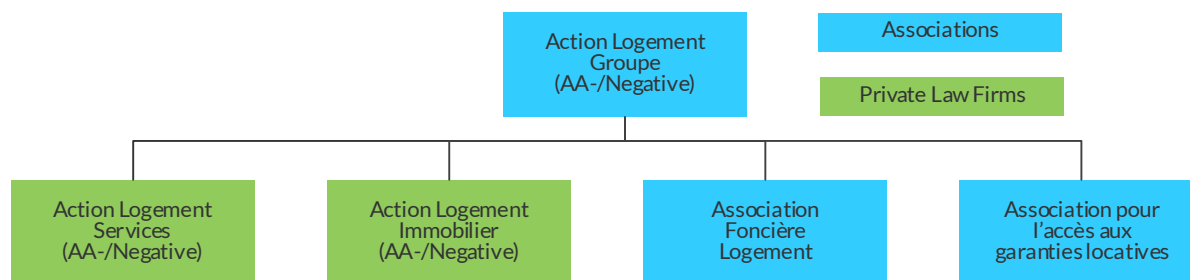 Action Logement
Groupe
(AA-/Negative)
Associations
Private Law Firms
Action Logement
Services
(AA-/Negative)
Action Logement
Immobilier
(AA-/Negative)
Association
Foncière
Logement
Association pour
l'accès aux
garanties locatives